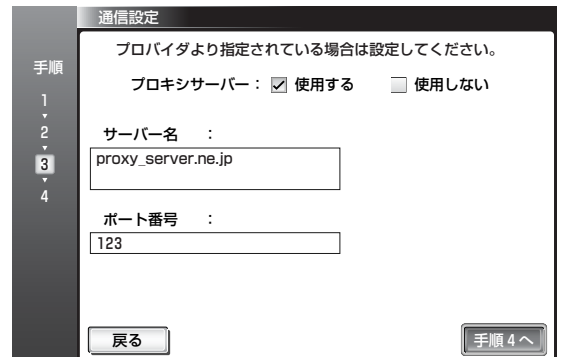 通信設定
プロバイダより指定されている場合は設定してください。
手順
1
2
3
4
プロキシサーバー： 使用する 使用しない
サーバー名 ：
proxy_server.ne.jp
ポート番号 ：
123
戻る
手順4へ